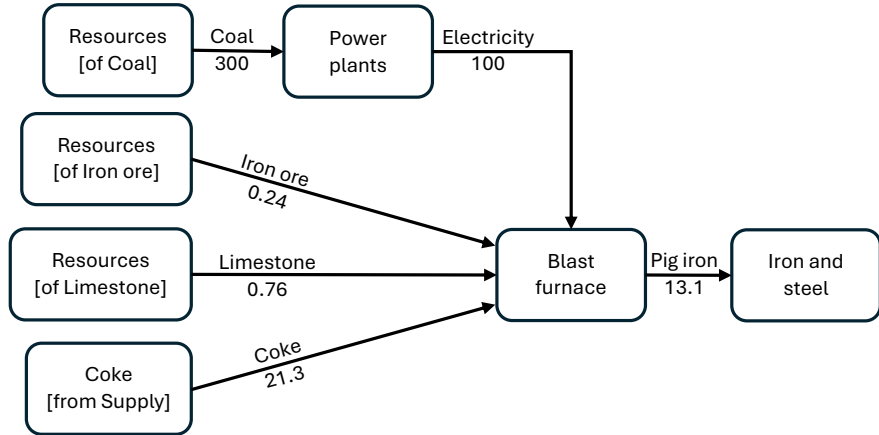 Resources
[of Coal]
Coal
300
Power
plants
Electricity
100
Resources
[of Iron ore]
Iron ore
0.24
Resources
[of Limestone]
Limestone
0.76
Coke
[from Supply]
Coke
21.3
Blast
furnace
Pig iron
13.1
Iron and
steel